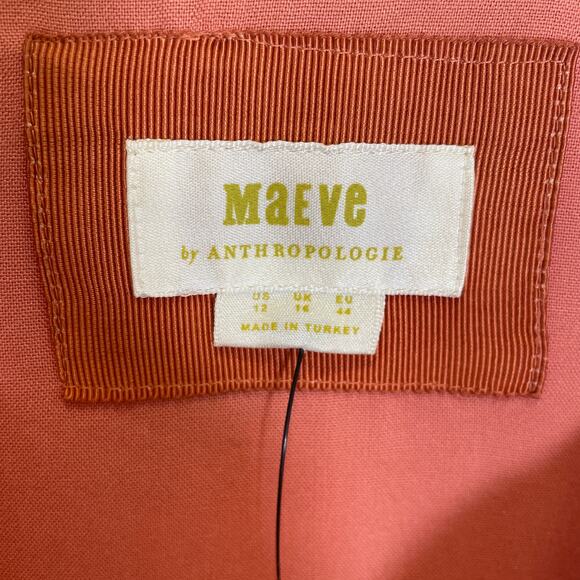 MaEVe
by ANTHROPOLOGIE
US UK EU
12 16 44
MADE IN TURKEY